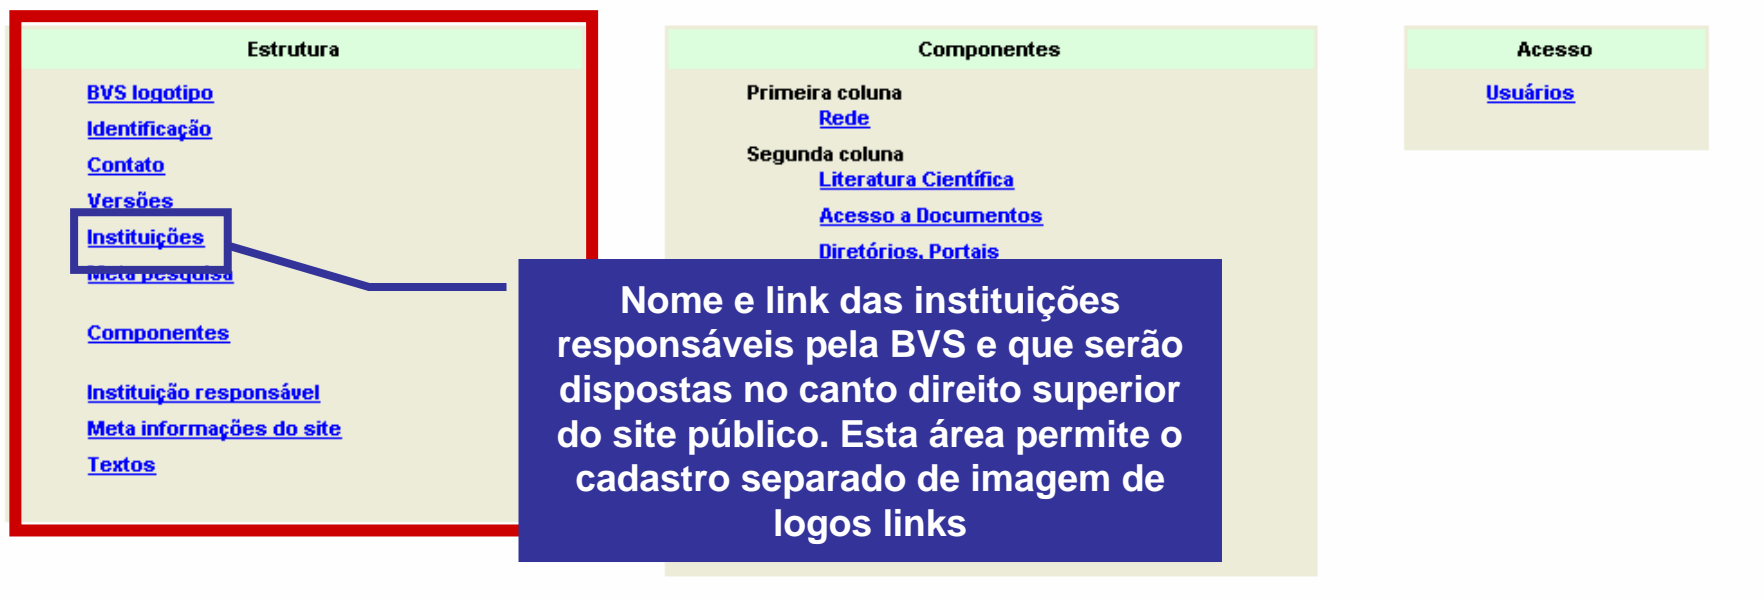 Estrutura
BVS logotipo
Identificação
Contato
Versões
Instituições
Meta pesquisa
Componentes
Instituição responsável
Meta informações do site
Textos
Componentes
Primeira coluna
Rede
Segunda coluna
Literatura Científica
Acesso a Documentos
Diretórios, Portais
Acesso
Usuários
Nome e link das instituições
responsáveis pela BVS e que serão
dispostas no canto direito superior
do site público. Esta área permite o
cadastro separado de imagem de
logos links